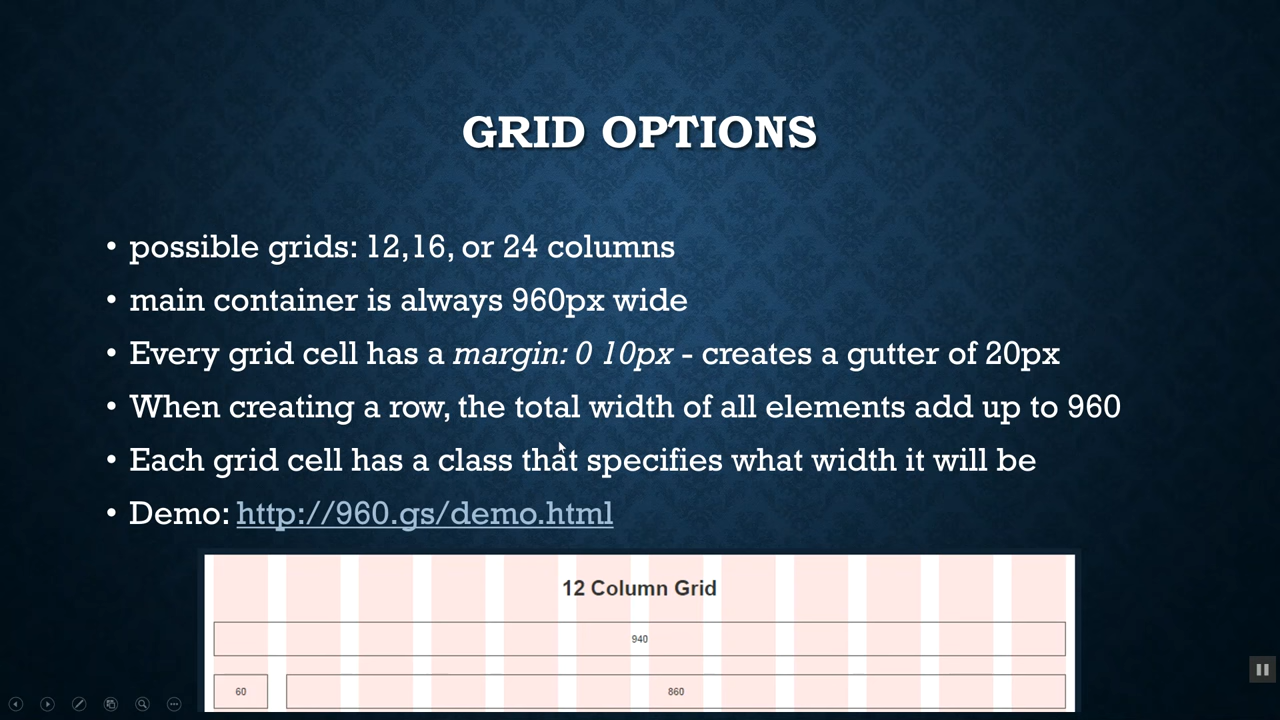 GRID OPTIONS
• possible grids: 12,16, or 24 columns
• main container is always 960px wide
• Every grid cell has a margin: 0 10px - creates a gutter of 20px
• When creating a row, the total width of all elements add up to 960
• Each grid cell has a class that specifies what width it will be
• Demo: http://960.gs/demo.html
12 Column Grid
940
60 860